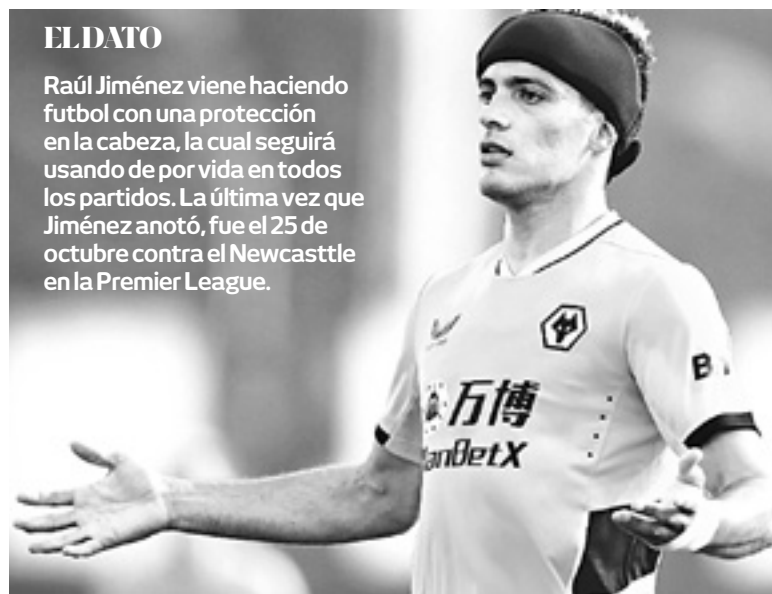 EL DATO
Raúl Jiménez viene haciendo
futbol con una protección
en la cabeza, la cual seguirá
usando de por vida en todos
los partidos. La última vez que
Jiménez anotó, fue el 25 de
octubre contra el Newcasttle
en la Premier League.
万博
anBetX